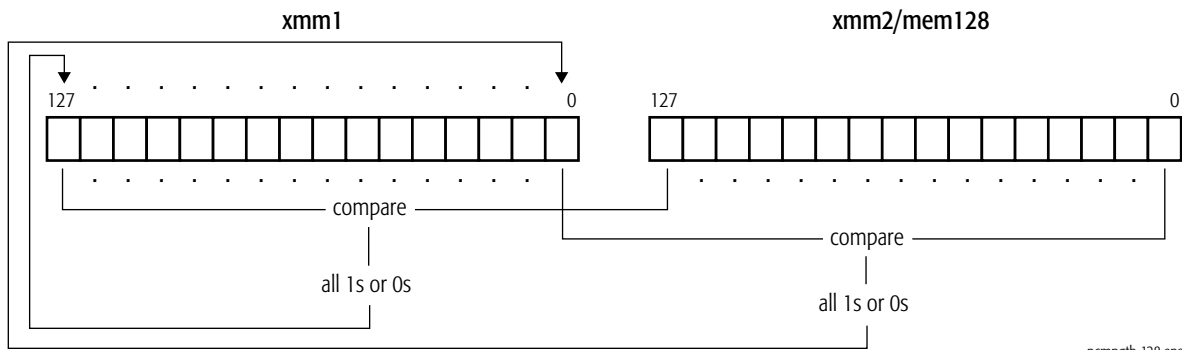 xmm1 xmm2/mem128
127 0 127 0
compare
compare
all 1s or 0s
all 1s or 0s